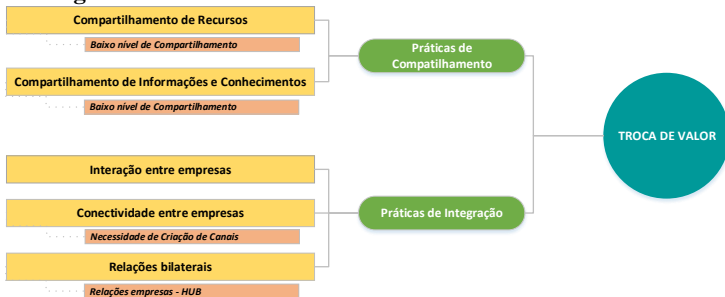 Compartilhamento de Recursos
Baixo nível de Compartilhamento
Compartilhamento de Informações e Conhecimentos
Baixo nível de Compartilhamento
Práticas de
Compatilhamento
TROCA DE VALOR
Interação entre empresas
Conectividade entre empresas
Necessidade de Criação de Canais
Práticas de Integração
Relações bilaterais
Relações empresas - HUB